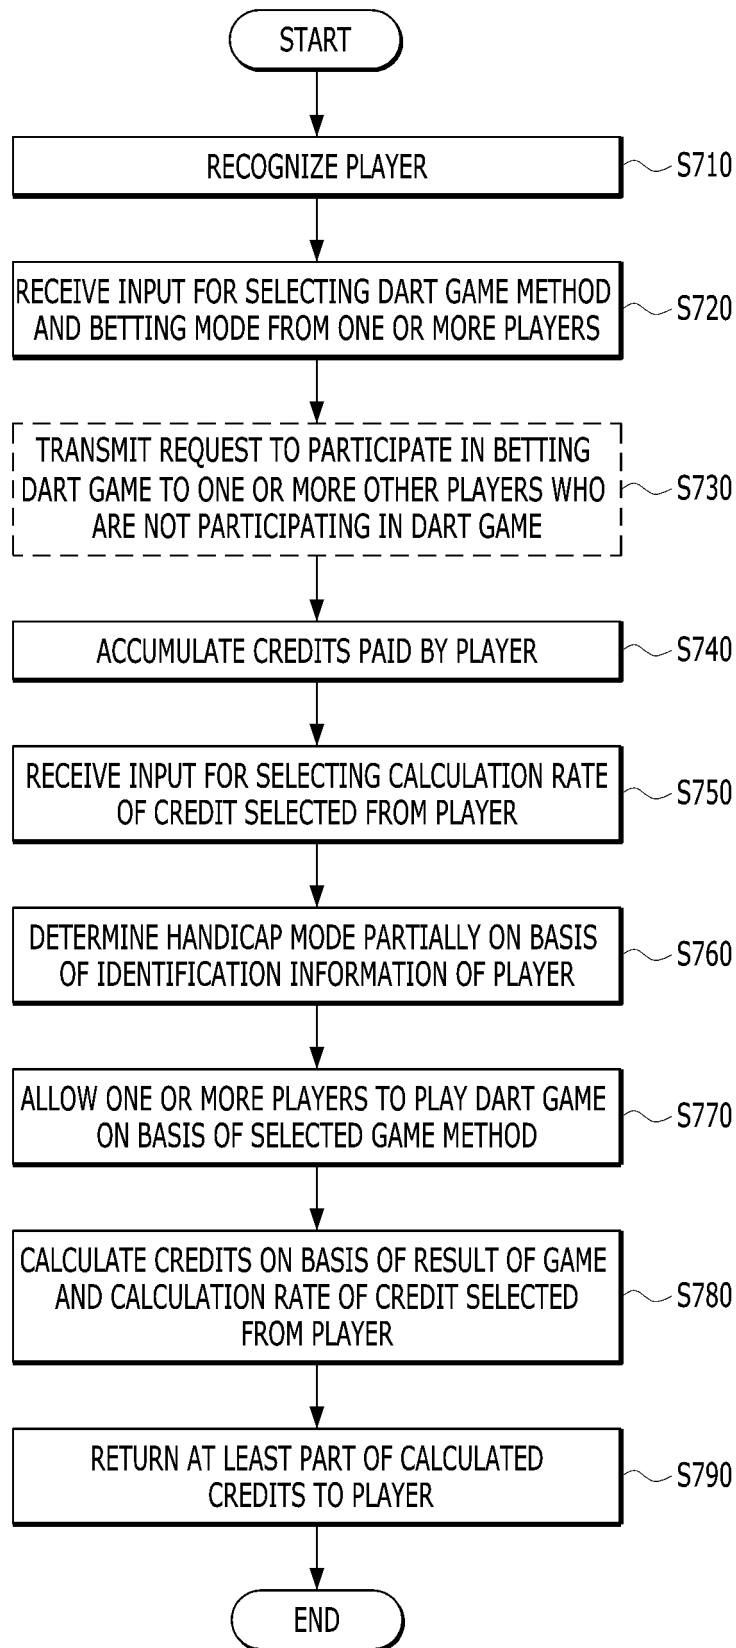 START
RECOGNIZE PLAYER
S710
RECEIVE INPUT FOR SELECTING DART GAME METHOD
AND BETTING MODE FROM ONE OR MORE PLAYERS
S720
TRANSMIT REQUEST TO PARTICIPATE IN BETTING
DART GAME TO ONE OR MORE OTHER PLAYERS WHO
ARE NOT PARTICIPATING IN DART GAME
S730
ACCUMULATE CREDITS PAID BY PLAYER
S740
RECEIVE INPUT FOR SELECTING CALCULATION RATE
OF CREDIT SELECTED FROM PLAYER
S750
DETERMINE HANDICAP MODE PARTIALLY ON BASIS
OF IDENTIFICATION INFORMATION OF PLAYER
S760
ALLOW ONE OR MORE PLAYERS TO PLAY DART GAME
ON BASIS OF SELECTED GAME METHOD
S770
CALCULATE CREDITS ON BASIS OF RESULT OF GAME
AND CALCULATION RATE OF CREDIT SELECTED
FROM PLAYER
S780
RETURN AT LEAST PART OF CALCULATED
CREDITS TO PLAYER
S790
END